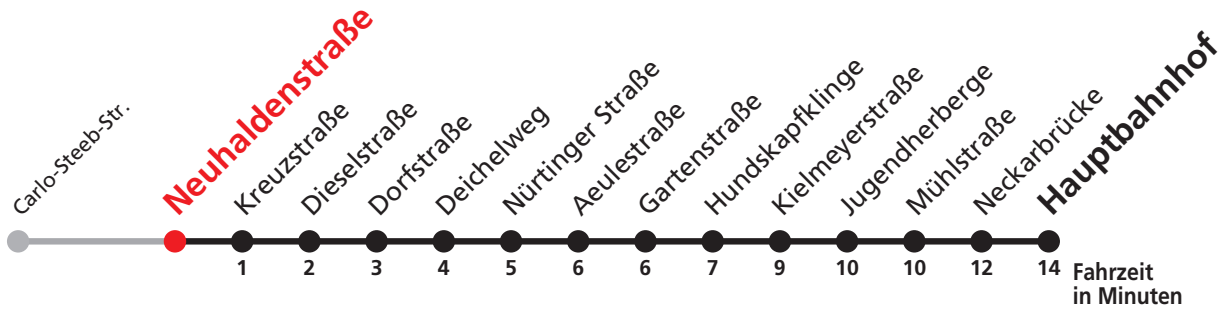 Carlo-Steeb-Str.
Neuhaldenstraße
Kreuzstraße
Dieselstraße
Dorfstraße
Deichelweg
Nürtinger Straße
Aeulestraße
Gartenstraße
Hundskapfklinge
Kielmeyerstraße
Jugendherberge
Mühlstraße
Neckarbrücke
Hauptbahnhof
1 2 3 4 5 6 6 7 9 10 10 12 14 Fahrzeit
in Minuten